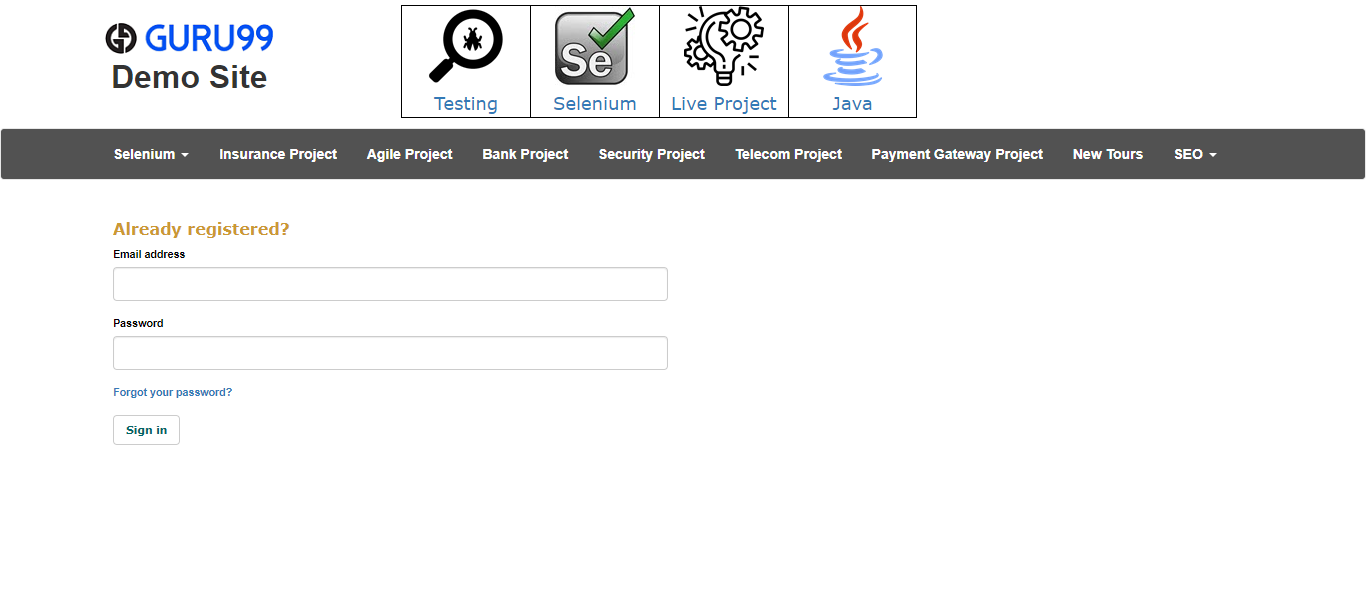 GURU99
Demo Site
Se
Testing Selenium Live Project Java
Selenium Insurance Project Agile Project Bank Project Security Project Telecom Project Payment Gateway Project New Tours SEO
Already registered?
Email address
Password
Forgot your password?
Sign in